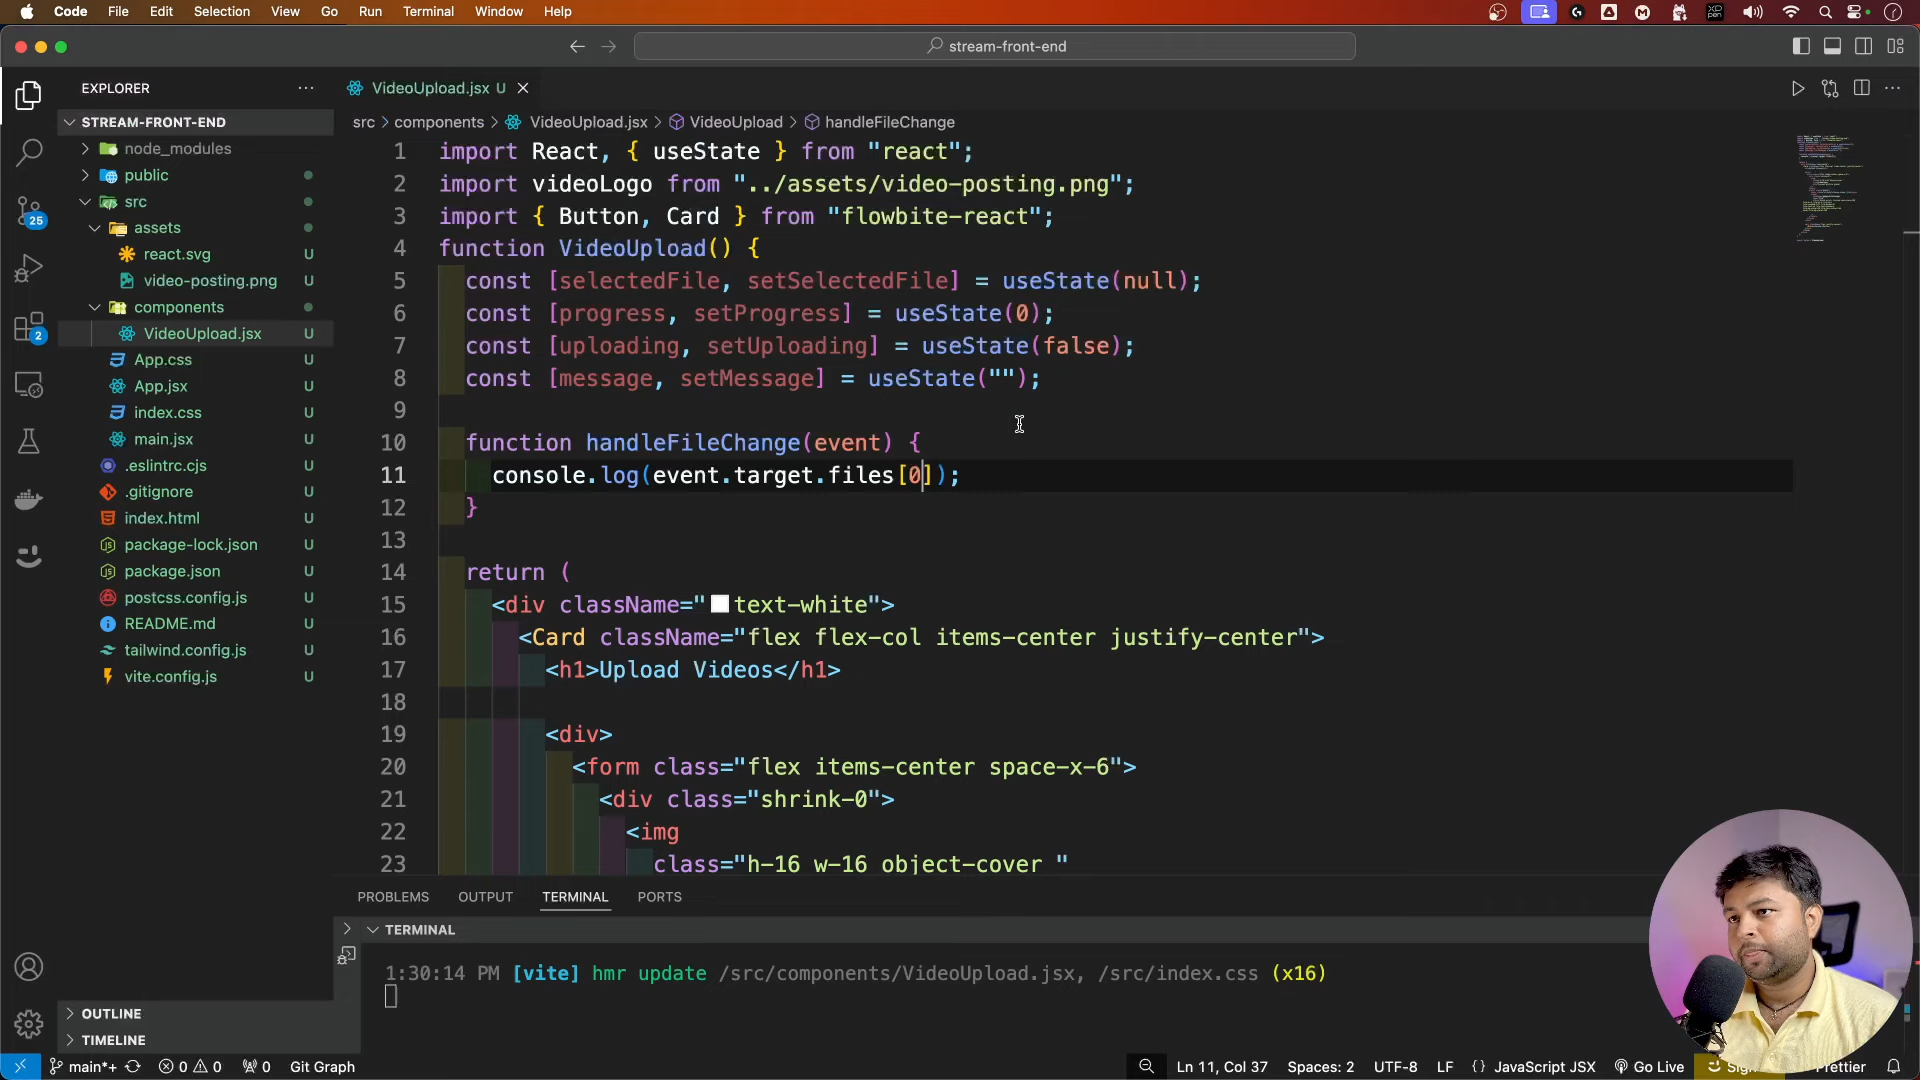 Code File Edit Selection View Go Run Terminal Window Help
stream-front-end
EXPLORER
VideoUpload.jsx U
STREAM-FRONT-END
src > components > VideoUpload.jsx > VideoUpload > handleFileChange
node_modules
public
src
assets
react.svg U
video-posting.png U
components
VideoUpload.jsx U
App.css U
App.jsx U
index.css U
main.jsx U
.eslintrc.cjs U
.gitignore U
index.html U
package-lock.json U
package.json U
postcss.config.js U
README.md U
tailwind.config.js U
vite.config.js U
OUTLINE
TIMELINE
25
2
1 import React, { useState } from "react";
2 import videoLogo from "../assets/video-posting.png";
3 import { Button, Card } from "flowbite-react";
4 function VideoUpload() {
5 const [selectedFile, setSelectedFile] = useState(null);
6 const [progress, setProgress] = useState(0);
7 const [uploading, setUploading] = useState(false);
8 const [message, setMessage] = useState("");
9
10 function handleFileChange(event) {
11 console.log(event.target.files[0]);
12 }
13
14 return (
15 <div className="text-white">
16 <Card className="flex flex-col items-center justify-center">
17 <h1>Upload Videos</h1>
18
19 <div>
20 <form class="flex items-center space-x-6">
21 <div class="shrink-0">
22 <img
23 class="h-16 w-16 object-cover "
PROBLEMS OUTPUT TERMINAL PORTS
TERMINAL
1:30:14 PM [vite] hmr update /src/components/VideoUpload.jsx, /src/index.css (x16)
main*+ 0 0 0 Git Graph Ln 11, Col 37 Spaces: 2 UTF-8 LF {} JavaScript JSX Go Live Prettier